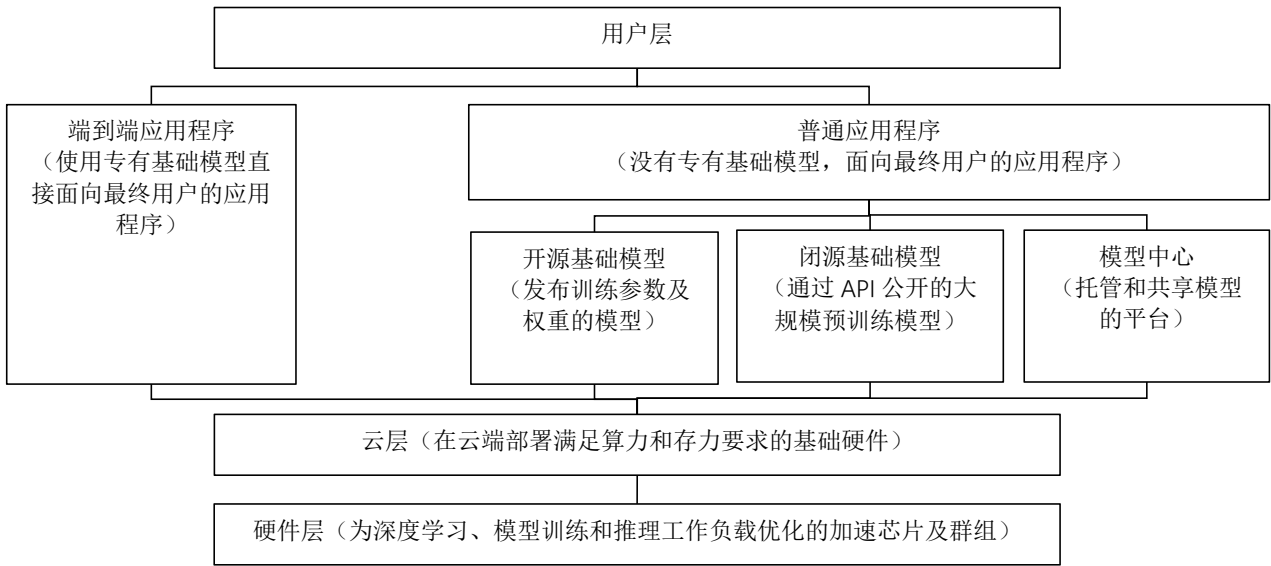 用户层
端到端应用程序
（使用专有基础模型直
接面向最终用户的应用
程序）
普通应用程序
（没有专有基础模型，面向最终用户的应用程序）
开源基础模型
（发布训练参数及
权重的模型）
闭源基础模型
（通过 API 公开的大
规模预训练模型）
模型中心
（托管和共享模型
的平台）
云层（在云端部署满足算力和存力要求的基础硬件）
硬件层（为深度学习、模型训练和推理工作负载优化的加速芯片及群组）